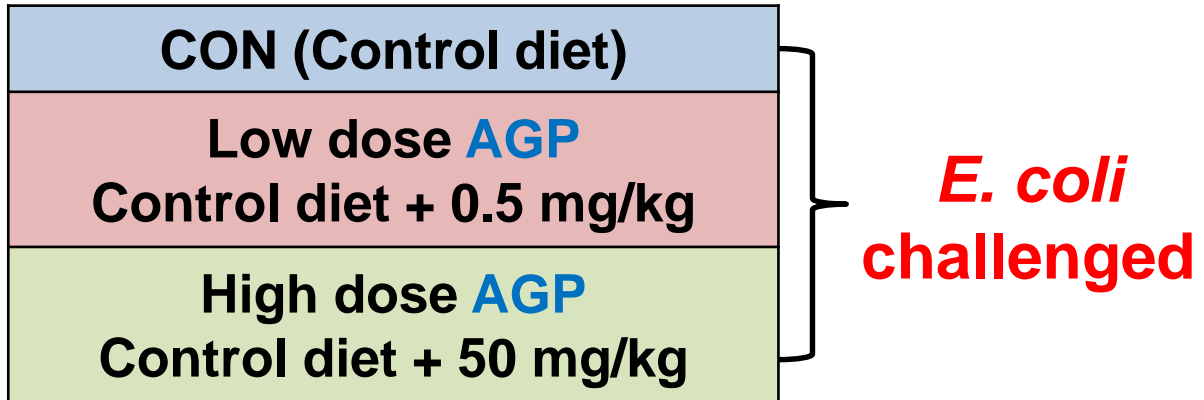 CON (Control diet)
Low dose AGP
Control diet + 0.5 mg/kg
High dose AGP
Control diet + 50 mg/kg
E. coli
challenged